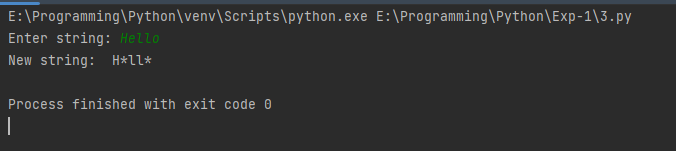 E:\Programming\Python\venv\Scripts\python.exe E:\Programming\Python\Exp-1\3.py
Enter string: Hello
New string:  H*ll*
Process finished with exit code 0